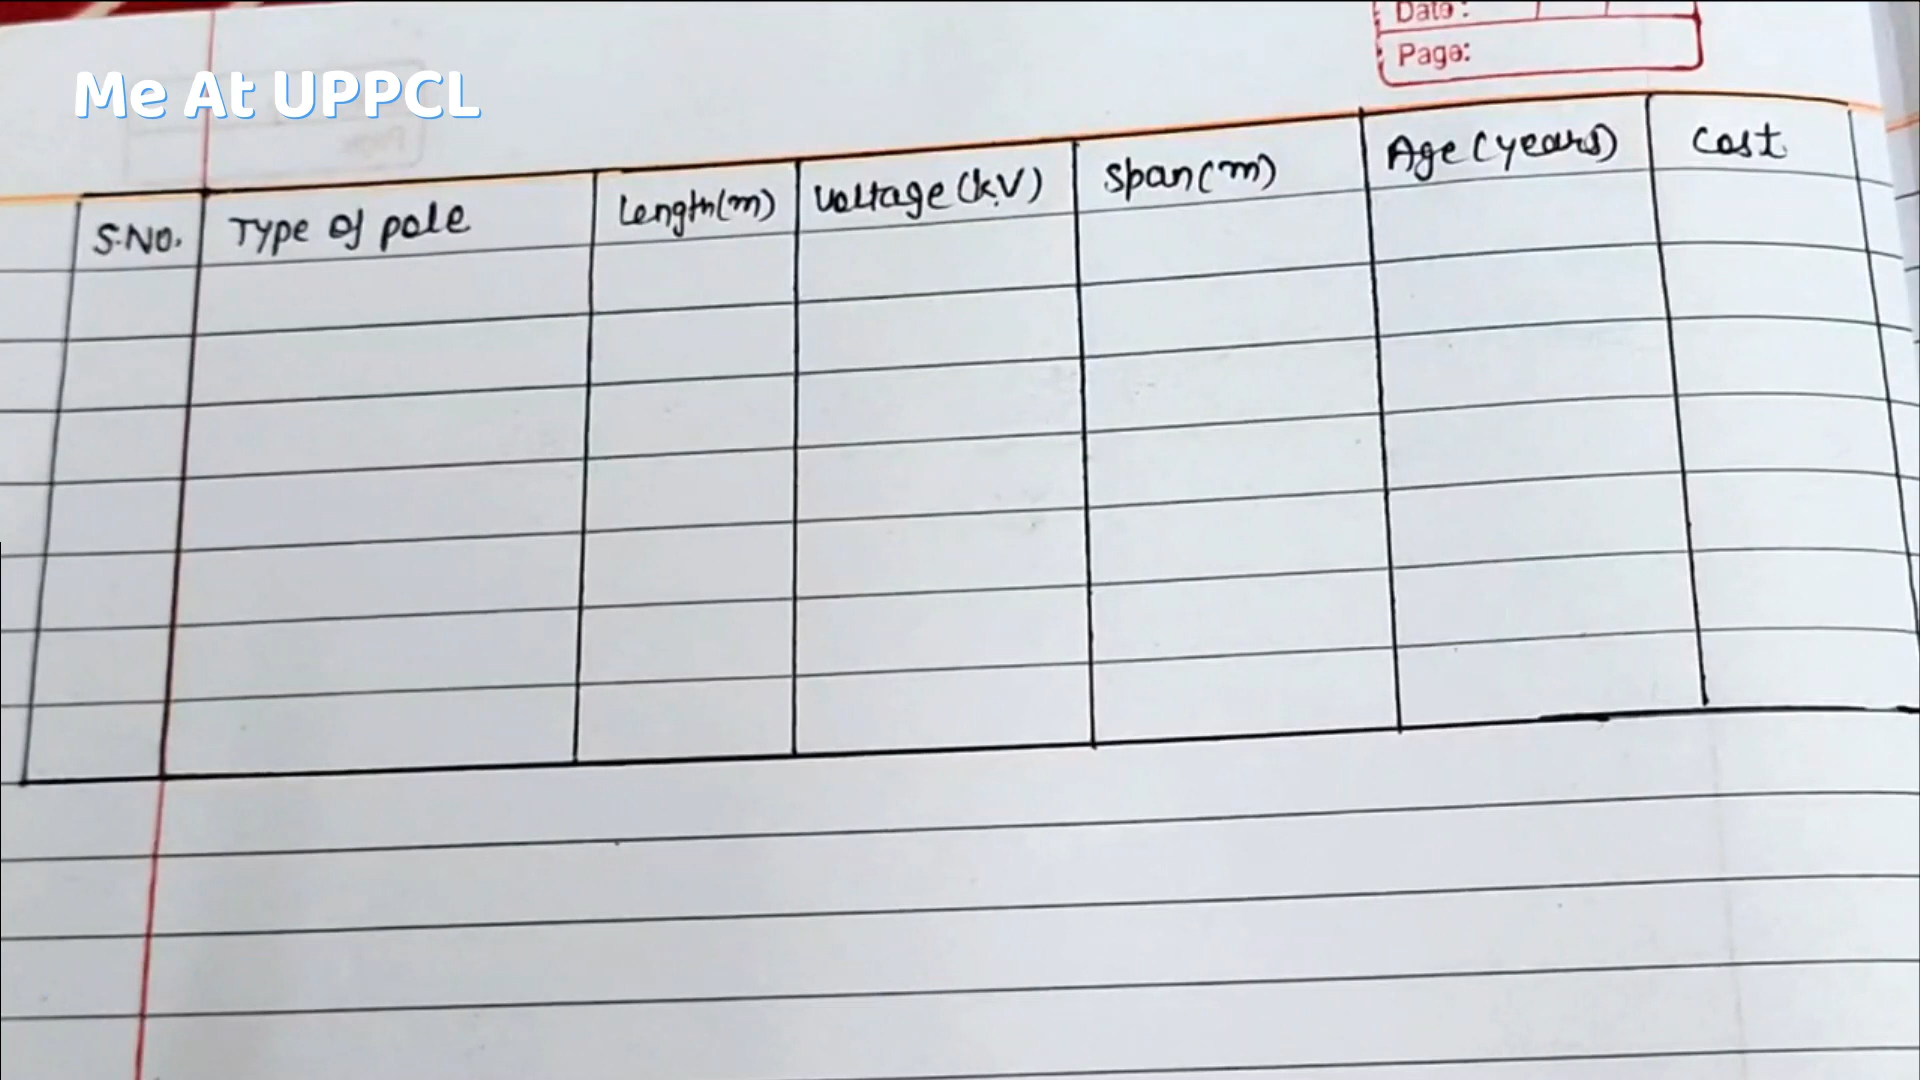 Date:
Page:
Me At UPPCL
S.No. Type of pole Length(m) Voltage(kV) Span(m) Age(years) Cost